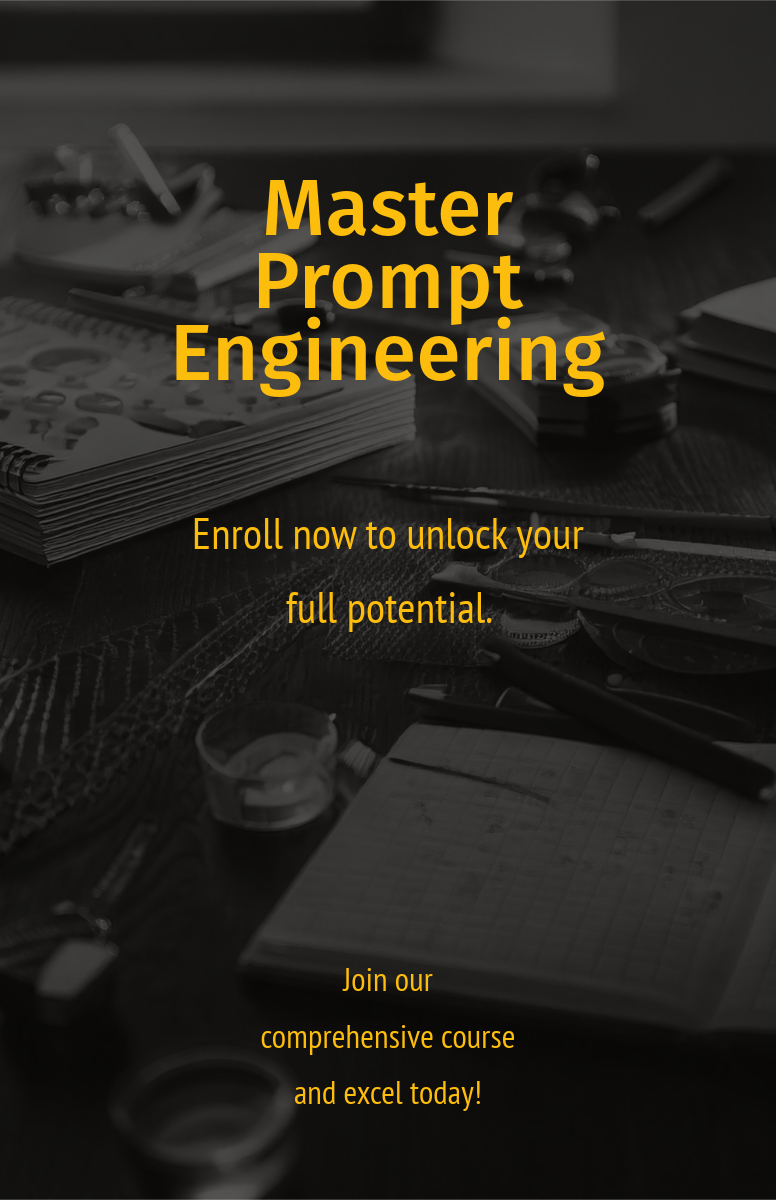 Master
Prompt
Engineering
Enroll now to unlock your
full potential.
Join our
comprehensive course
and excel today!